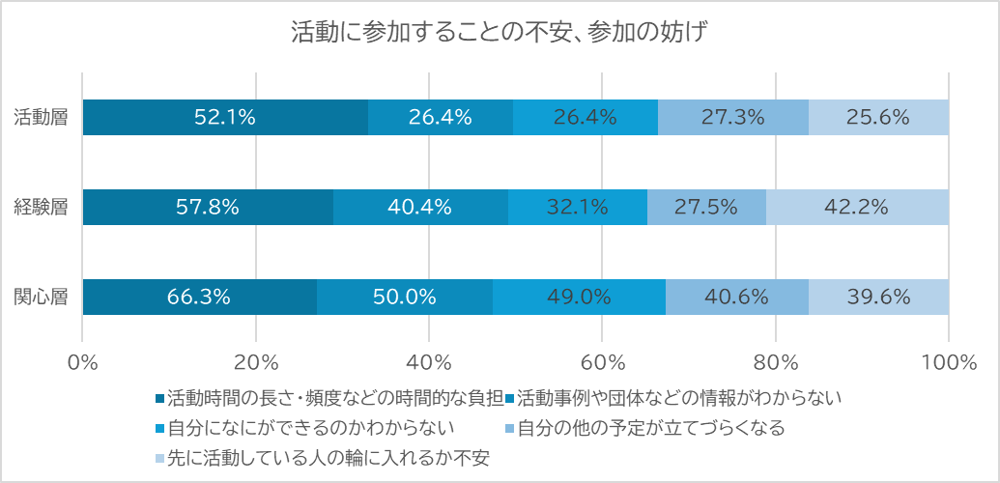 活動に参加することの不安、参加の妨げ
活動層
52.1%
26.4%
26.4%
27.3%
25.6%
経験層
57.8%
40.4%
32.1%
27.5%
42.2%
関心層
66.3%
50.0%
49.0%
40.6%
39.6%
0%
20%
40%
60%
80%
100%
活動時間の長さ・頻度などの時間的な負担
活動事例や団体などの情報がわからない
自分になにができるのかわからない
自分の他の予定が立てづらくなる
先に活動している人の輪に入れるか不安